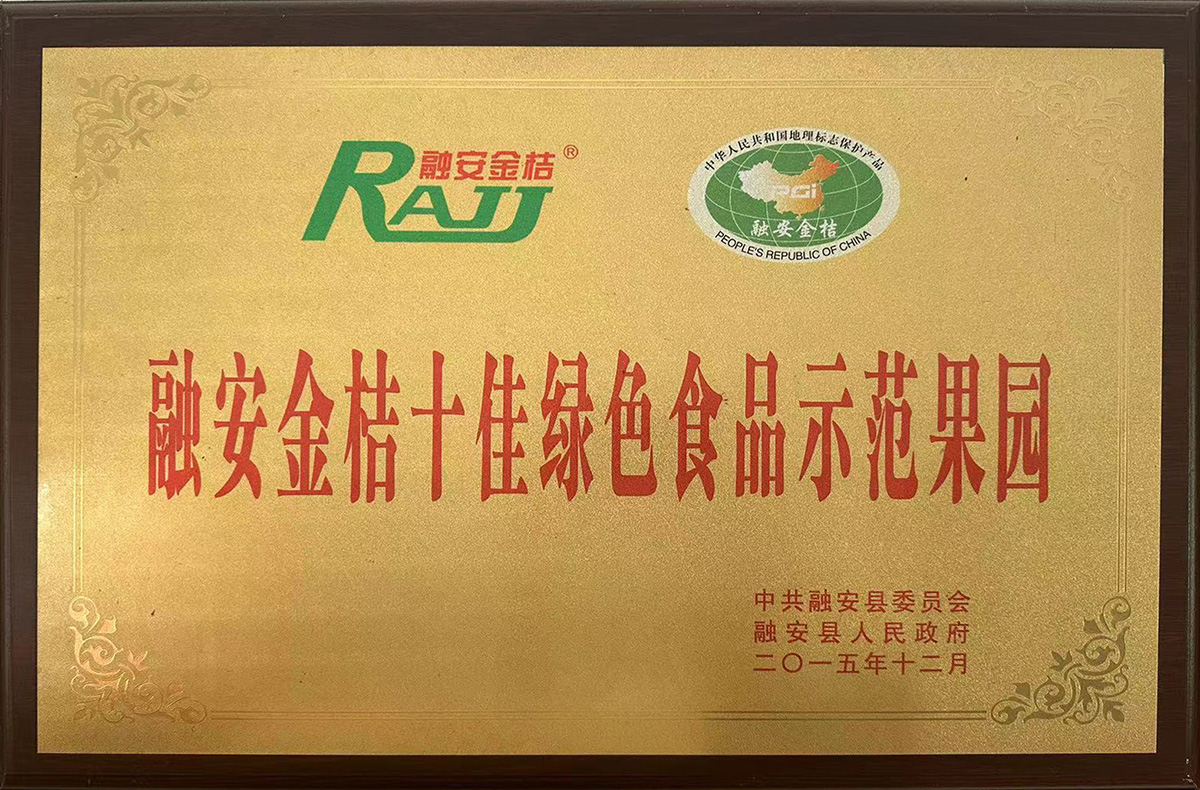 融安金桔®
RAJJ
中华人民共和国地理标志保护产品
PGI
融安金桔
PEOPLE'S REPUBLIC OF CHINA
融安金桔十佳绿色食品示范果园
中共融安县委员会
融安县人民政府
二〇一五年十二月